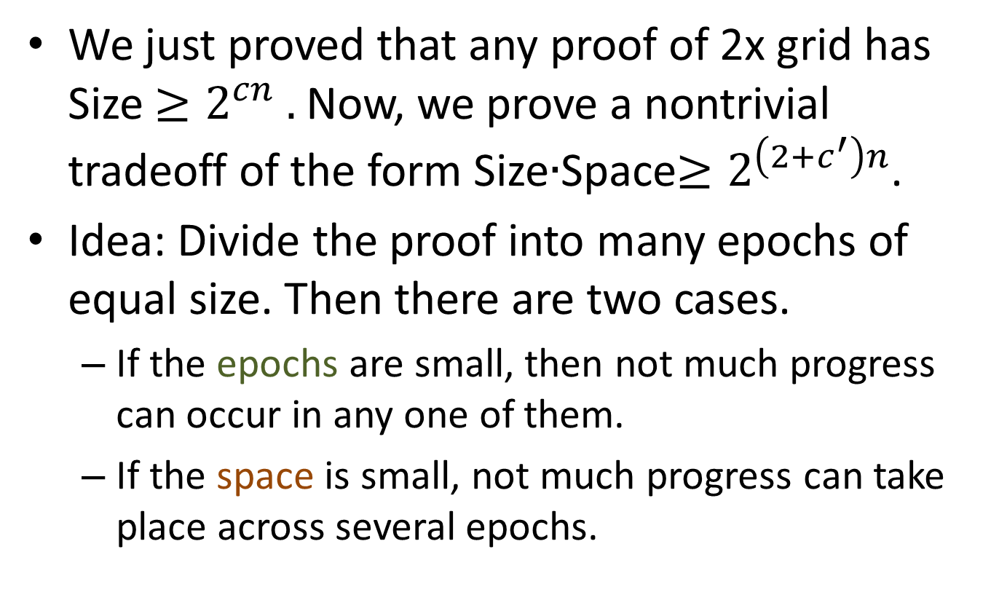 • We just proved that any proof of 2x grid has
Size ≥ 2^{cn} . Now, we prove a nontrivial
tradeoff of the form Size·Space≥ 2^{(2+c′)n}.
• Idea: Divide the proof into many epochs of
equal size. Then there are two cases.
– If the epochs are small, then not much progress
can occur in any one of them.
– If the space is small, not much progress can take
place across several epochs.